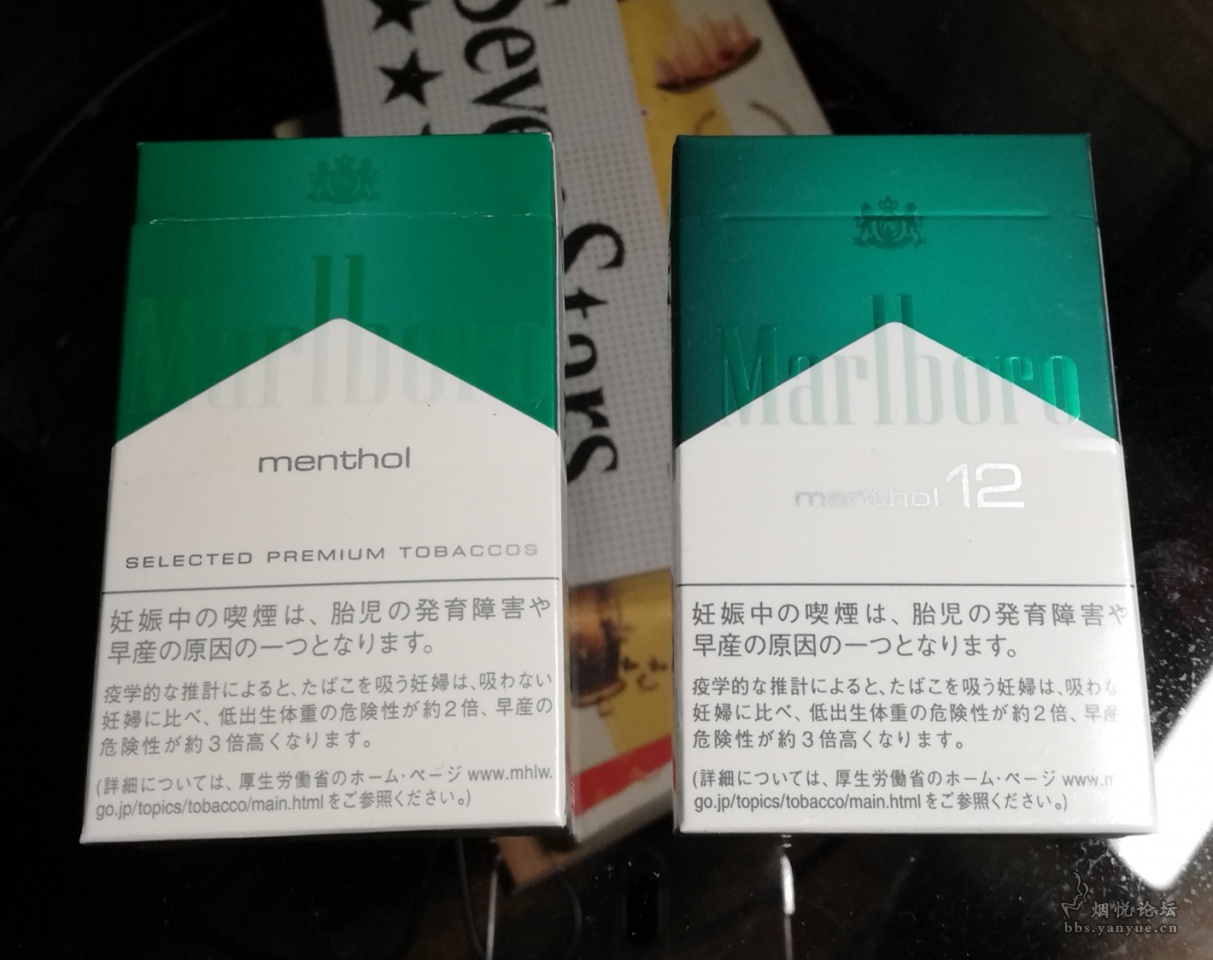 Seven Stars
Marlboro
menthol
SELECTED PREMIUM TOBACCOS
妊娠中の喫煙は、胎児の発育障害や
早産の原因の一つとなります。
疫学的な推計によると、たばこを吸う妊婦は、吸わない
妊婦に比べ、低出生体重の危険性が約2倍、早産の
危険性が約3倍高くなります。
(詳細については、厚生労働省のホーム・ページ www.mhlw.
go.jp/topics/tobacco/main.html をご参照ください。)
Marlboro
menthol 12
妊娠中の喫煙は、胎児の発育障害や
早産の原因の一つとなります。
疫学的な推計によると、たばこを吸う妊婦は、吸わな
妊婦に比べ、低出生体重の危険性が約2倍、早産
危険性が約3倍高くなります。
(詳細については、厚生労働省のホーム・ページ www.m
go.jp/topics/tobacco/main.html をご参照ください。)
烟悦论坛
bbs.yanyue.cn